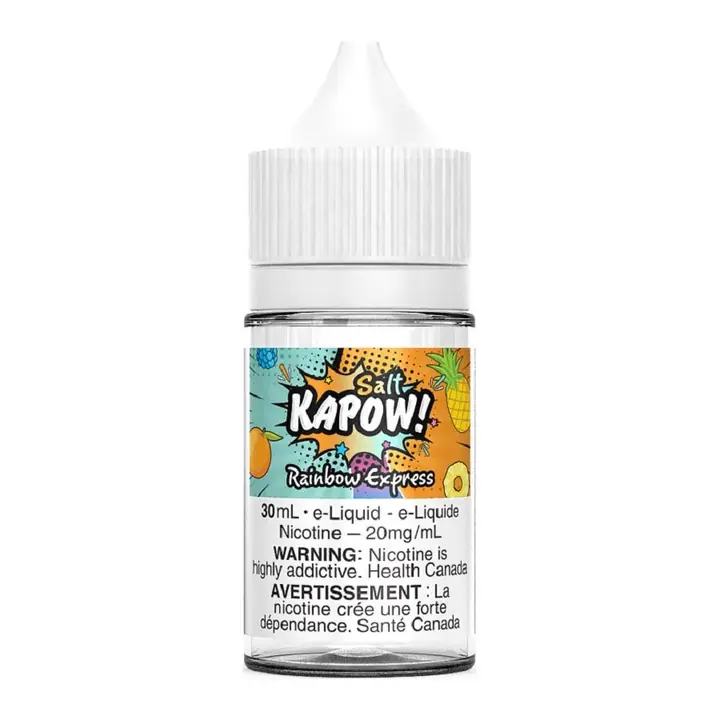 Salt
KAPOW!
Rainbow Express
30mL • e-Liquid - e-Liquide
Nicotine — 20mg/mL
WARNING: Nicotine is
highly addictive. Health Canada
AVERTISSEMENT : La
nicotine crée une forte
dépendance. Santé Canada